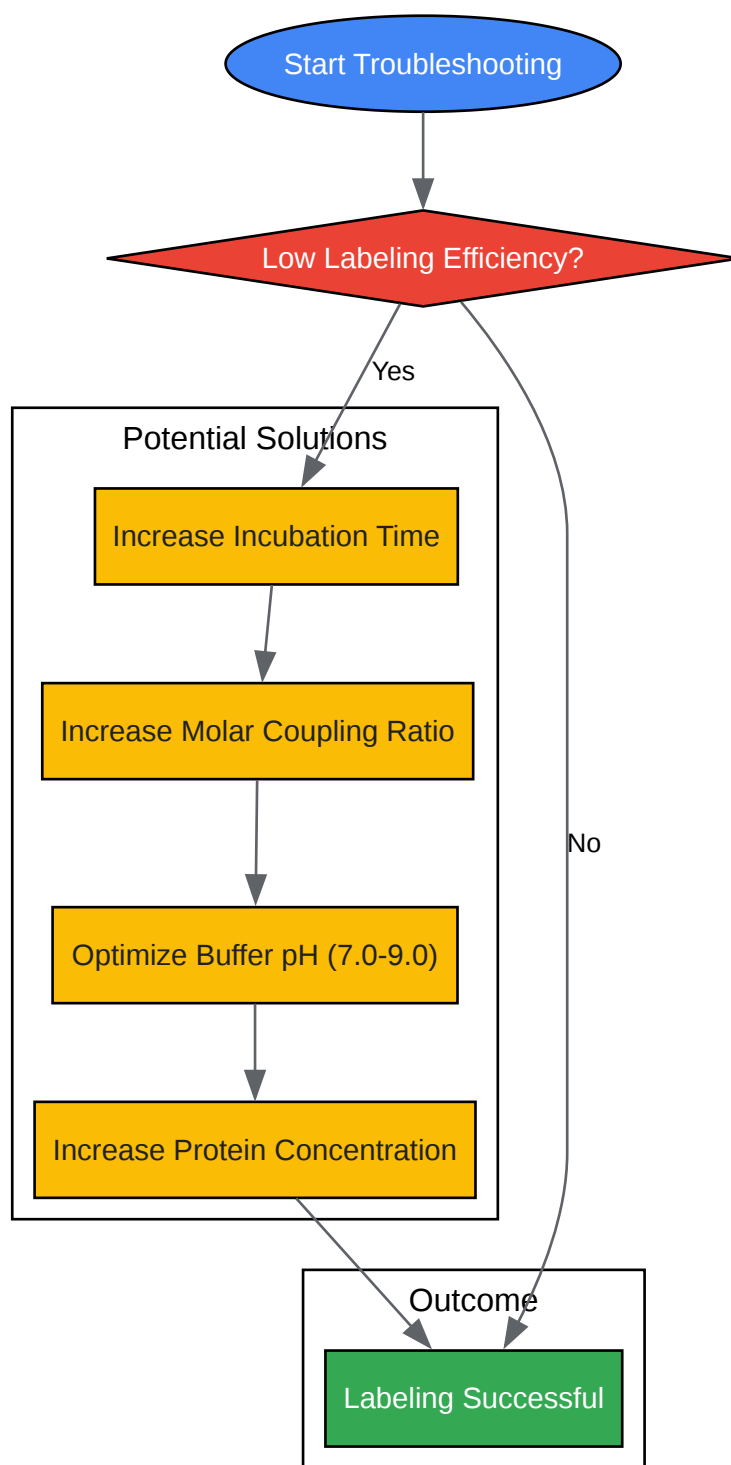 Start Troubleshooting
Low Labeling Efficiency?
Yes
Potential Solutions
Increase Incubation Time
Increase Molar Coupling Ratio
No
Optimize Buffer pH (7.0-9.0)
Increase Protein Concentration
Outcome
Labeling Successful